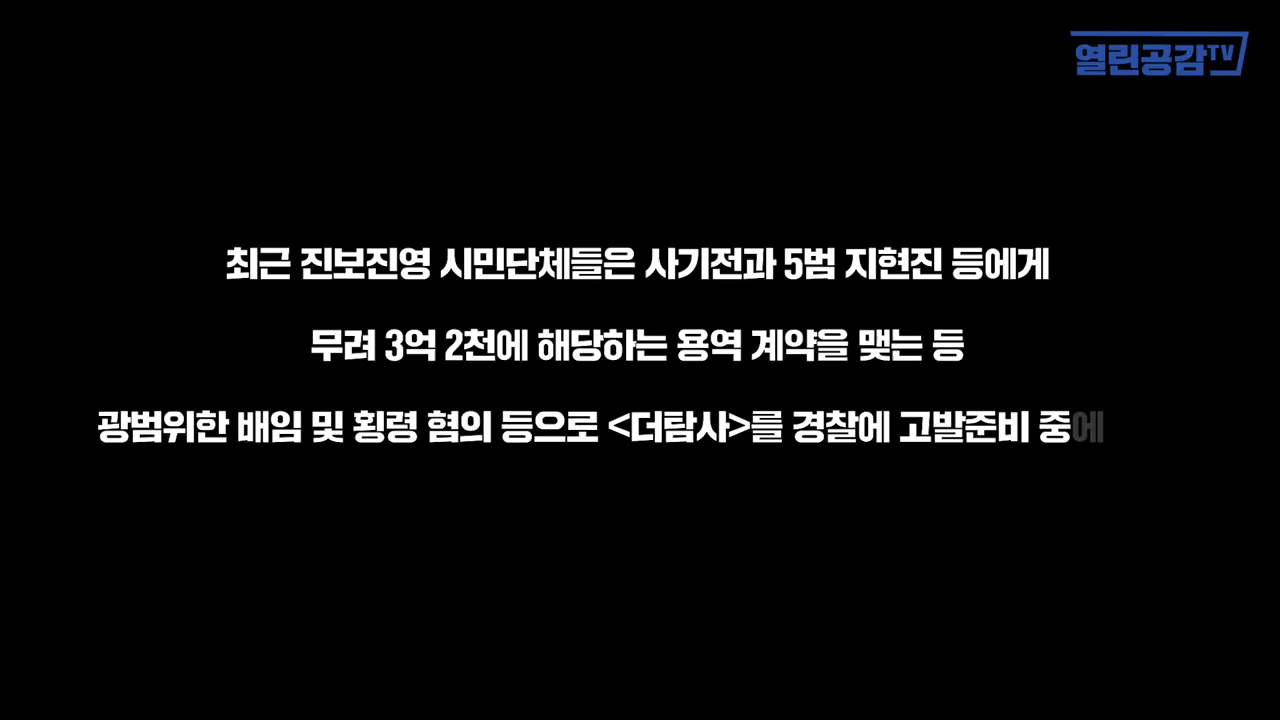 열린공감TV
최근 진보진영 시민단체들은 사기전과 5범 지현진 등에게
무려 3억 2천에 해당하는 용역 계약을 맺는 등
광범위한 배임 및 횡령 혐의 등으로 <더탐사>를 경찰에 고발준비 중에